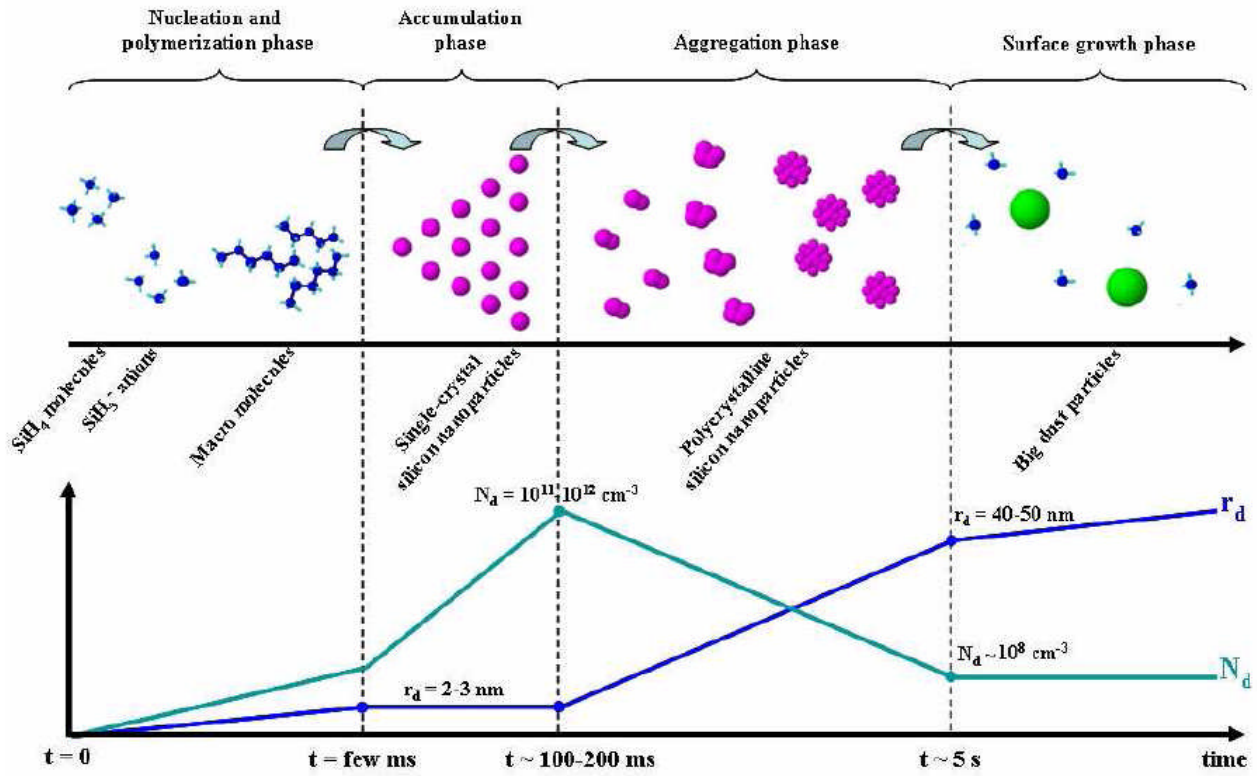 Nucleation and
polymerization phase
Accumulation
phase
Aggregation phase
Surface growth phase
SiH4 molecules
SiH3- anions
Macro molecules
Single-crystal
silicon nanoparticles
Polycrystalline
silicon nanoparticles
Big dust particles
Nd = 10^11-10^12 cm-3
rd = 40-50 nm
rd
rd = 2-3 nm
Nd ~10^8 cm-3
Nd
t = 0
t = few ms
t ~ 100-200 ms
t ~ 5 s
time